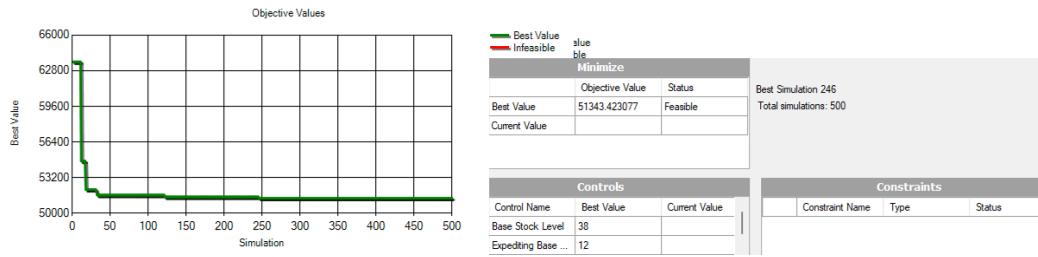 Objective Values
66000
62800
59600
56400
53200
50000
Best Value
0 50 100 150 200 250 300 350 400 450 500
Simulation
Best Value
Infeasible
alue
ble
Minimize
Objective Value Status
Best Value 51343.423077 Feasible
Current Value
Best Simulation 246
Total simulations: 500
Controls
Control Name Best Value Current Value
Base Stock Level 38
Expediting Base ... 12
Constraints
Constraint Name Type Status